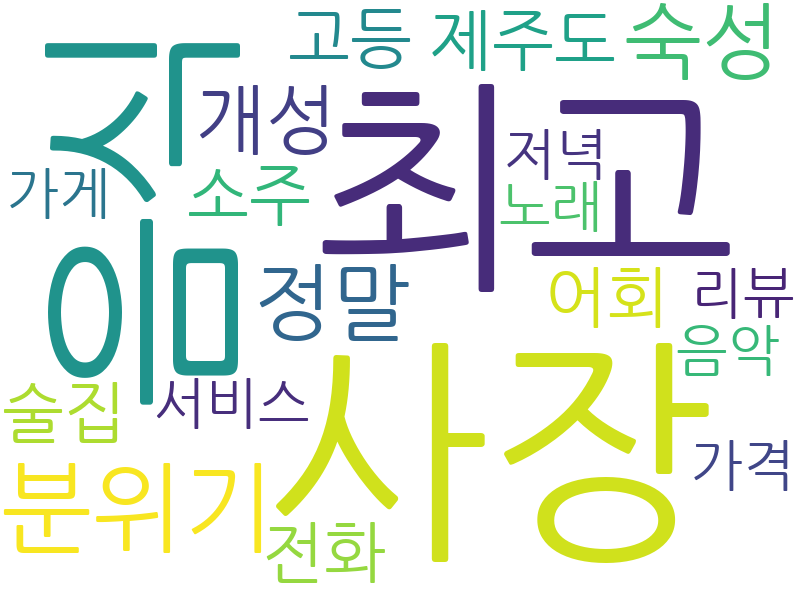 고등
제주도
숙성
개성
최고
저녁
가게
소주
노래
음식
정말
어회
리뷰
음악
술집
서비스
사장
가격
분위기
전화